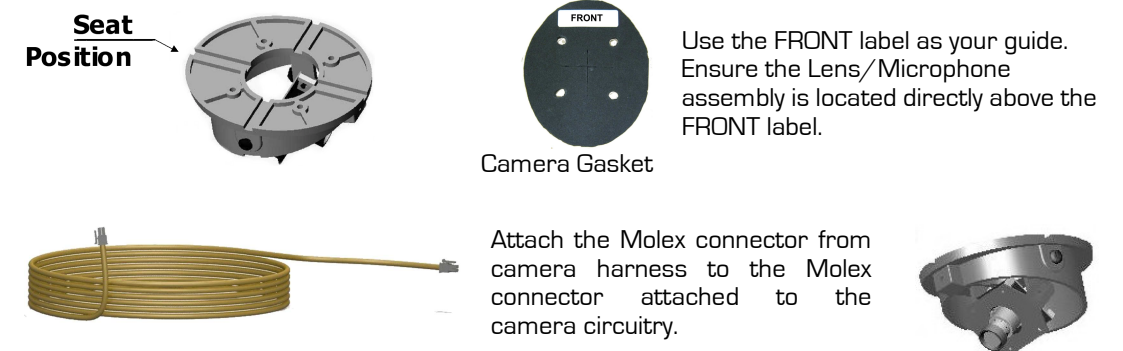 Seat
Position
FRONT
Use the FRONT label as your guide.
Ensure the Lens/Microphone
assembly is located directly above the
FRONT label.
Camera Gasket
Attach the Molex connector from
camera harness to the Molex
connector attached to the
camera circuitry.